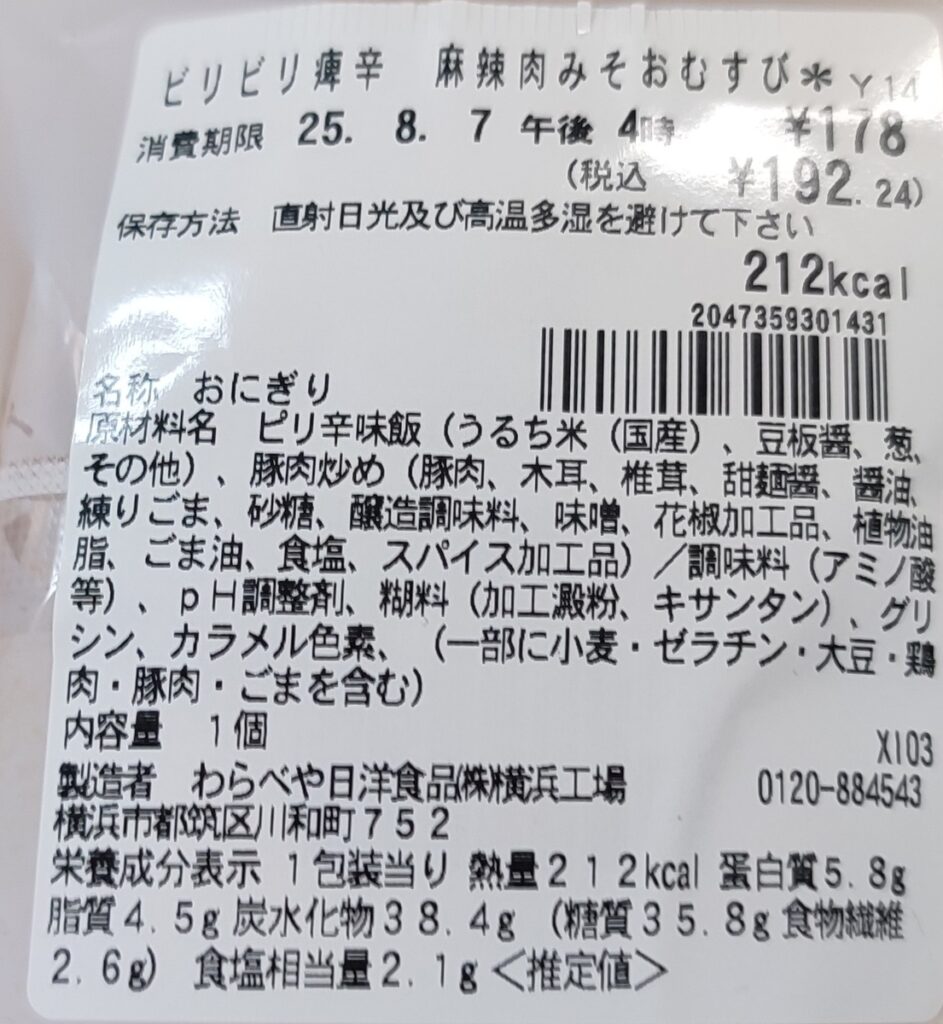 ビリビリ痺辛 麻辣肉みそおむすび* Y14
消費期限 25. 8. 7 午後 4時 ¥178
(税込 ¥192.24)
保存方法 直射日光及び高温多湿を避けて下さい
212kcal
2047359301431
名称 おにぎり
原材料名 ピリ辛味飯(うるち米(国産)、豆板醤、葱、
その他)、豚肉炒め(豚肉、木耳、椎茸、甜麺醤、醤油、
練りごま、砂糖、醸造調味料、味噌、花椒加工品、植物油
脂、ごま油、食塩、スパイス加工品)/調味料(アミノ酸
等)、pH調整剤、糊料(加工澱粉、キサンタン)、グリ
シン、カラメル色素、(一部に小麦・ゼラチン・大豆・鶏
肉・豚肉・ごまを含む)
内容量 1個
X103
製造者 わらべや日洋食品(株)横浜工場 0120-884543
横浜市都筑区川和町752
栄養成分表示 1包装当り 熱量212kcal 蛋白質5.8g
脂質4.5g 炭水化物38.4g (糖質35.8g 食物繊維
2.6g) 食塩相当量2.1g <推定値>